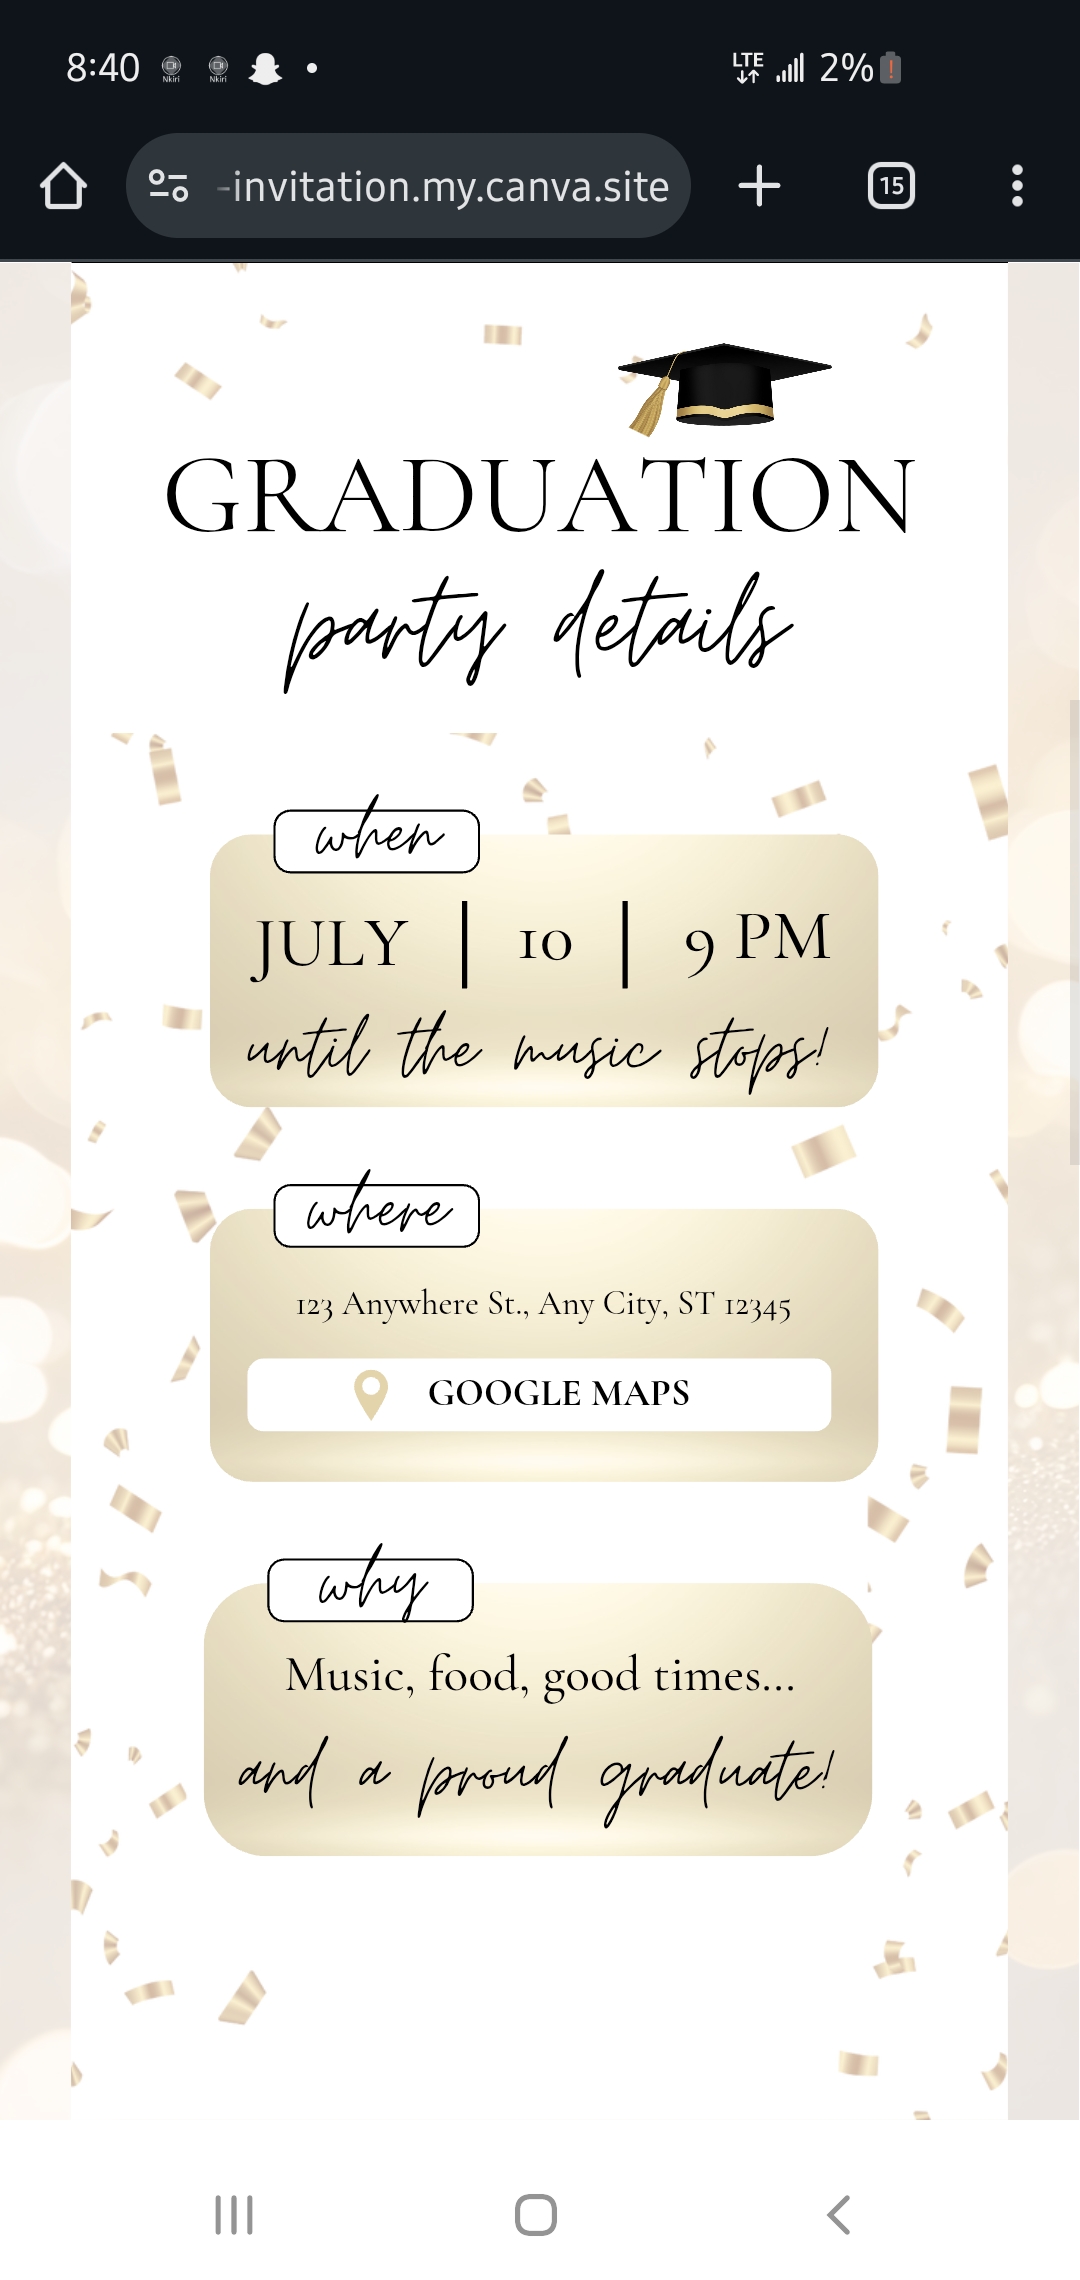 8:40
Nkiri
Nkiri
LTE
2%
-invitation.my.canva.site
15
GRADUATION
party details
when
JULY | 10 | 9 PM
until the music stops!
where
123 Anywhere St., Any City, ST 12345
GOOGLE MAPS
why
Music, food, good times...
and a proud graduate!